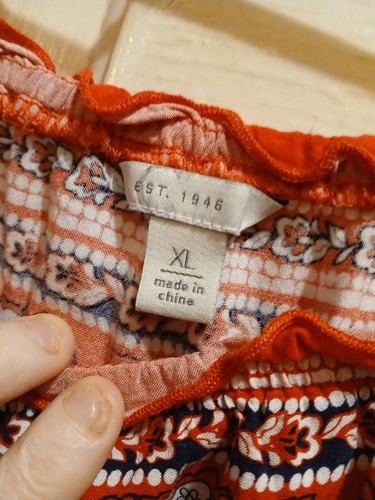 EST. 1946
XL
made in
china